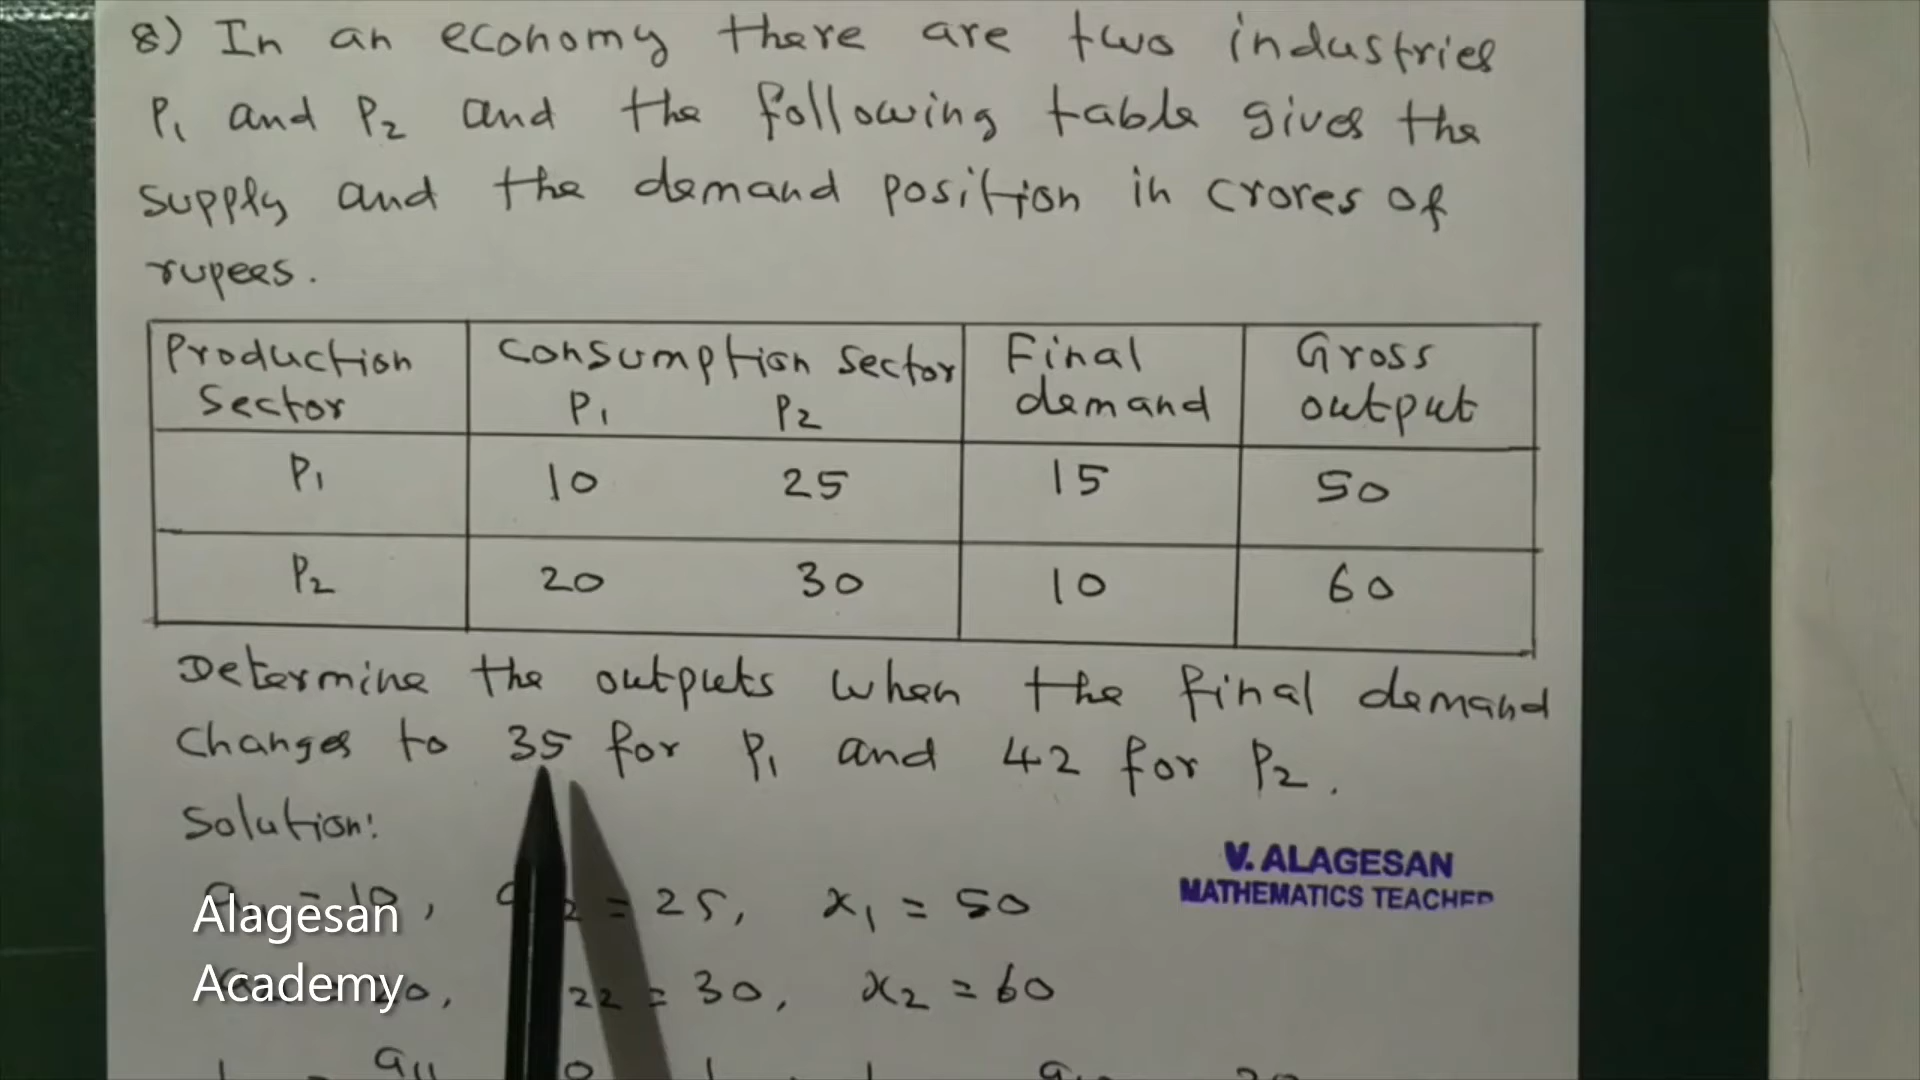 8) In an economy there are two industries
P1 and P2 and the following table gives the
supply and the demand position in crores of
rupees.
Production Sector Consumption Sector P1 P2 Final demand Gross output
P1 10 25 15 50
P2 20 30 10 60
Determine the outputs when the final demand
changes to 35 for P1 and 42 for P2.
Solution:
V. ALAGESAN
MATHEMATICS TEACHER
= 25, x1 = 50
22 = 30, x2 = 60
a11
Alagesan
Academy